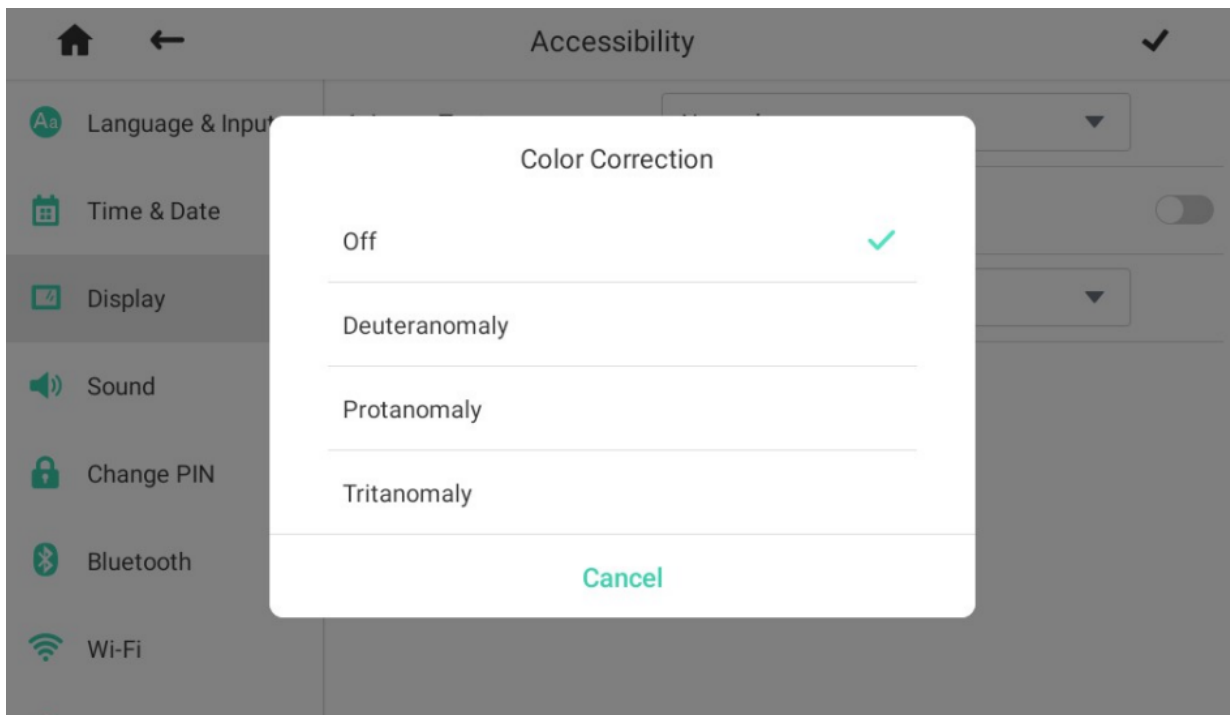 Accessibility
Aa
Language & Input
Time & Date
Display
Sound
Change PIN
Bluetooth
Wi-Fi
Color Correction
Off
Deuteranomaly
Protanomaly
Tritanomaly
Cancel